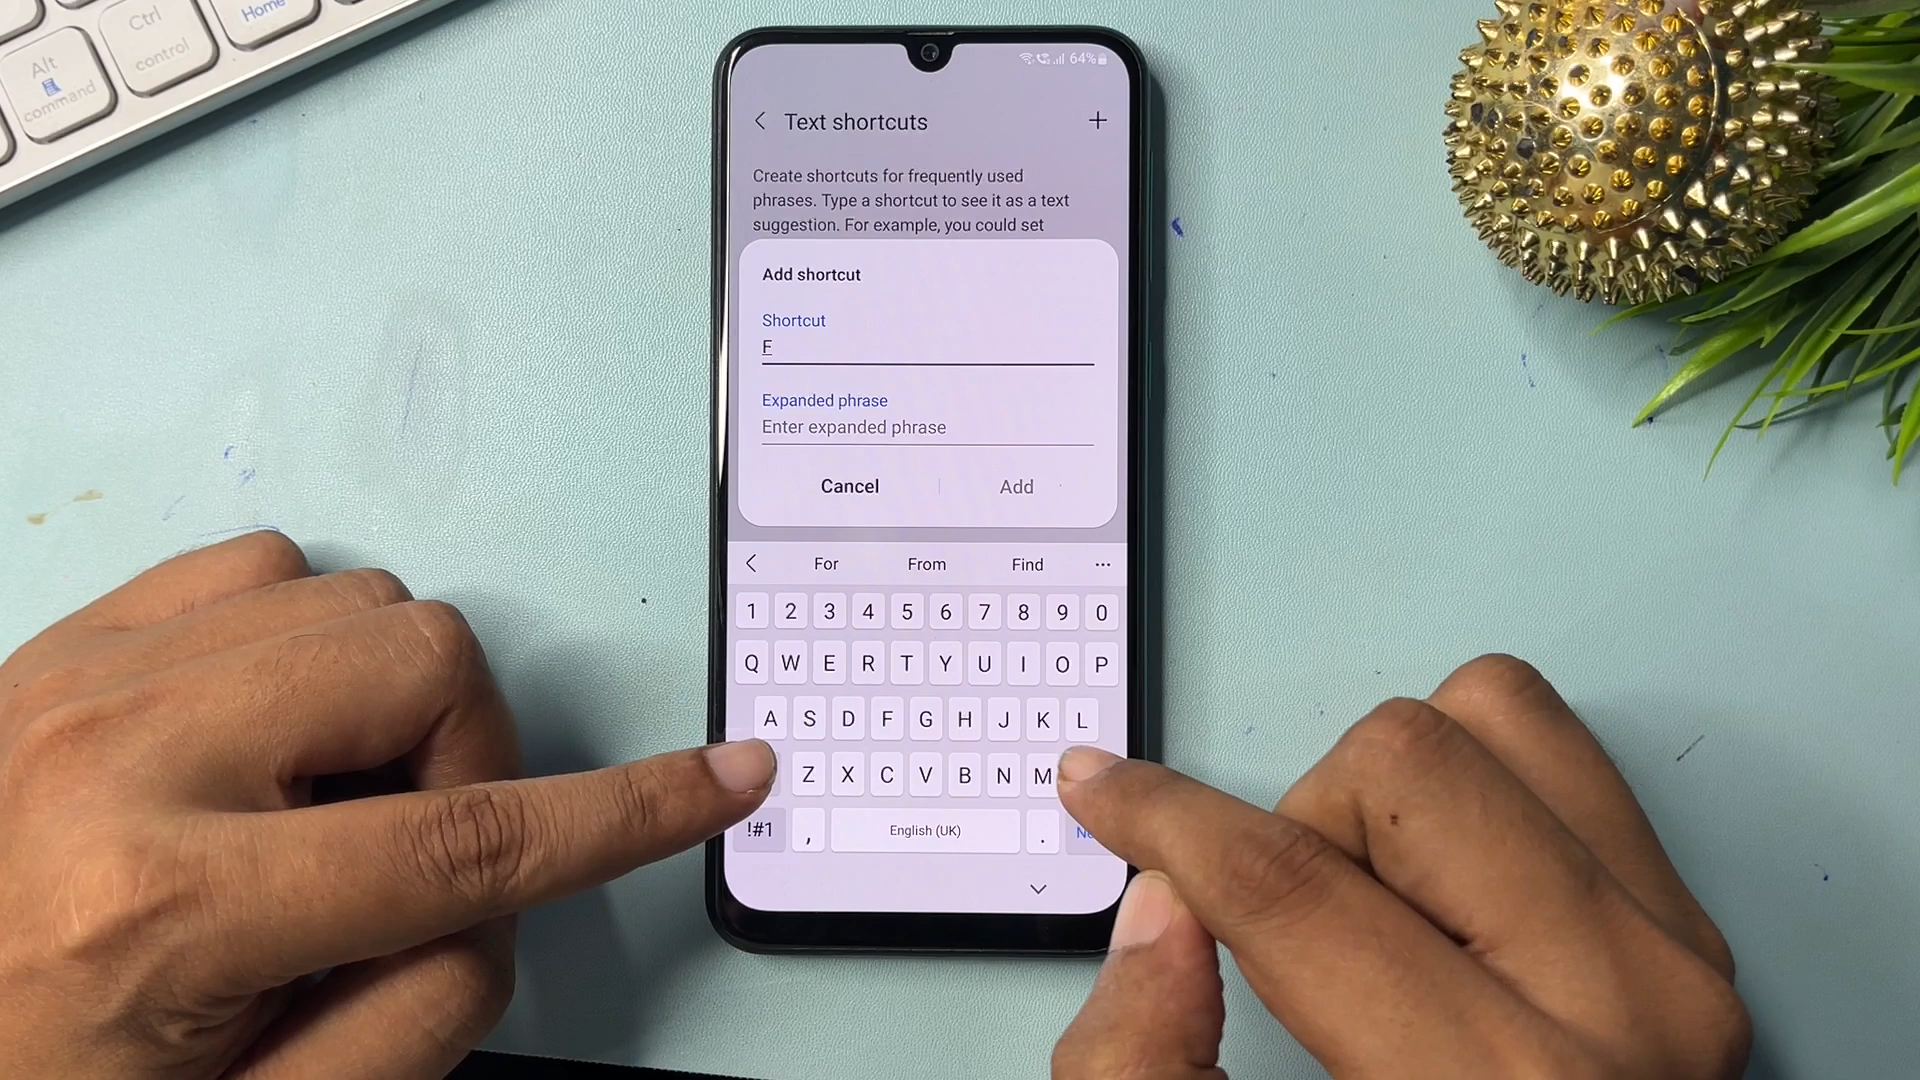 Ctrl
control
Home
Alt
command
64%
Text shortcuts
Create shortcuts for frequently used
phrases. Type a shortcut to see it as a text
suggestion. For example, you could set
Add shortcut
Shortcut
F
Expanded phrase
Enter expanded phrase
Cancel
Add
For From Find
1 2 3 4 5 6 7 8 9 0
Q W E R T Y U I O P
A S D F G H J K L
Z X C V B N M
!#1 , English (UK) .